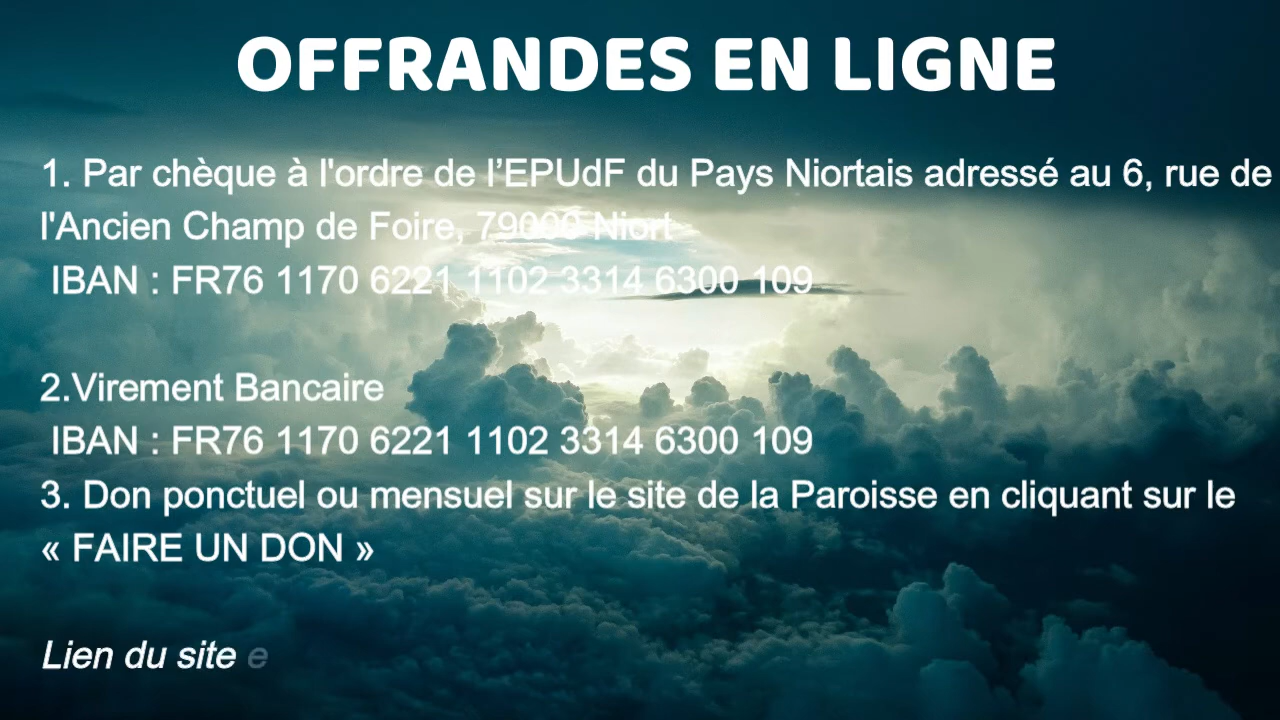 OFFRANDES EN LIGNE
1. Par chèque à l'ordre de l’EPUdF du Pays Niortais adressé au 6, rue de
l'Ancien Champ de Foire, 79000 Niort
IBAN : FR76 1170 6221 1102 3314 6300 109
2.Virement Bancaire
IBAN : FR76 1170 6221 1102 3314 6300 109
3. Don ponctuel ou mensuel sur le site de la Paroisse en cliquant sur le
« FAIRE UN DON »
Lien du site e